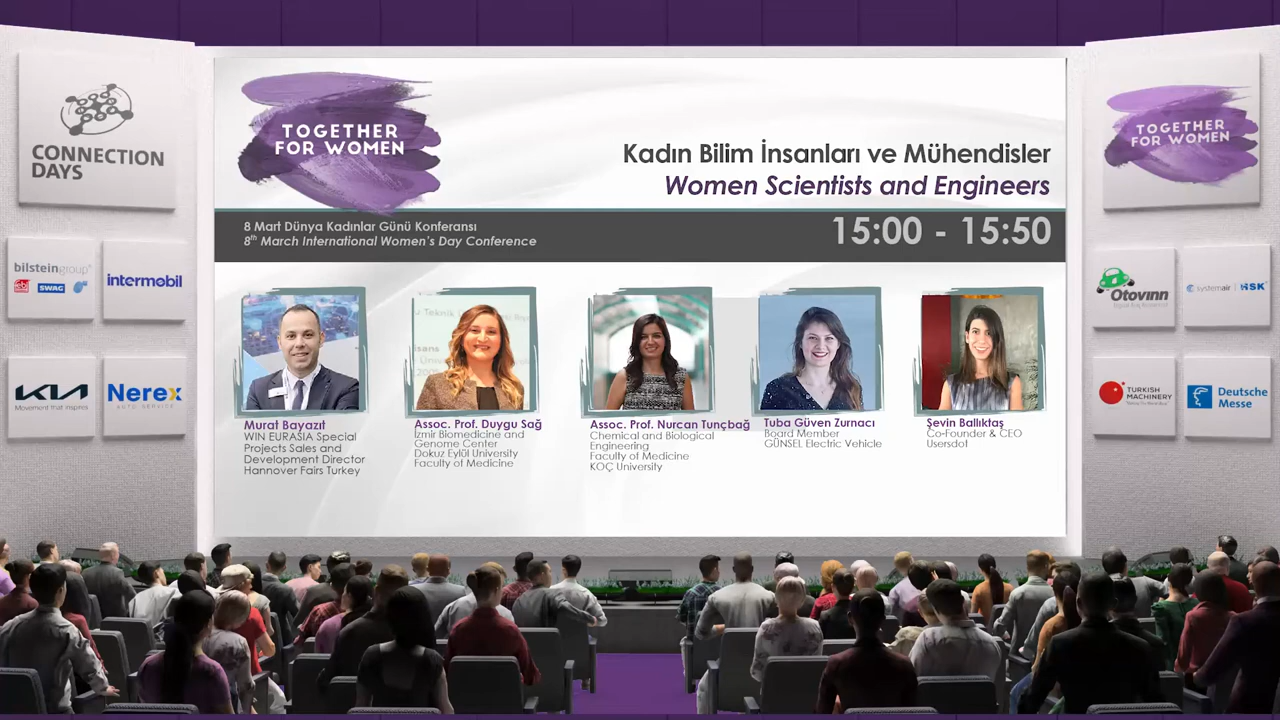 CONNECTION
DAYS
bilsteingroup®
febi
SWAG
intermobil
KIA
Movement that inspires
Nerex
AUTO SERVICE
TOGETHER
FOR WOMEN
Kadın Bilim İnsanları ve Mühendisler
Women Scientists and Engineers
8 Mart Dünya Kadınlar Günü Konferansı
8th March International Women's Day Conference
15:00 - 15:50
Murat Bayazıt
WIN EURASIA Special
Projects Sales and
Development Director
Hannover Fairs Turkey
Assoc. Prof. Duygu Sağ
İzmir Biomedicine and
Genome Center
Dokuz Eylül University
Faculty of Medicine
Assoc. Prof. Nurcan Tunçbağ
Chemical and Biological
Engineering
Faculty of Medicine
KOÇ University
Tuba Güven Zurnacı
Board Member
GÜNSEL Electric Vehicle
Şevin Ballıktaş
Co-Founder & CEO
Usersdot
TOGETHER
FOR WOMEN
Otovinn
systemair | HSK
TURKISH
MACHINERY
Deutsche
Messe